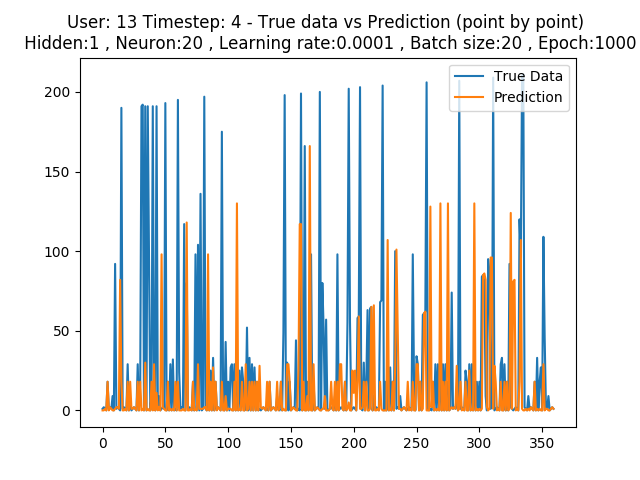 User: 13 Timestep: 4 - True data vs Prediction (point by point)
Hidden:1 , Neuron:20 , Learning rate:0.0001 , Batch size:20 , Epoch:1000
True Data
Prediction
200
150
100
50
0
0 50 100 150 200 250 300 350